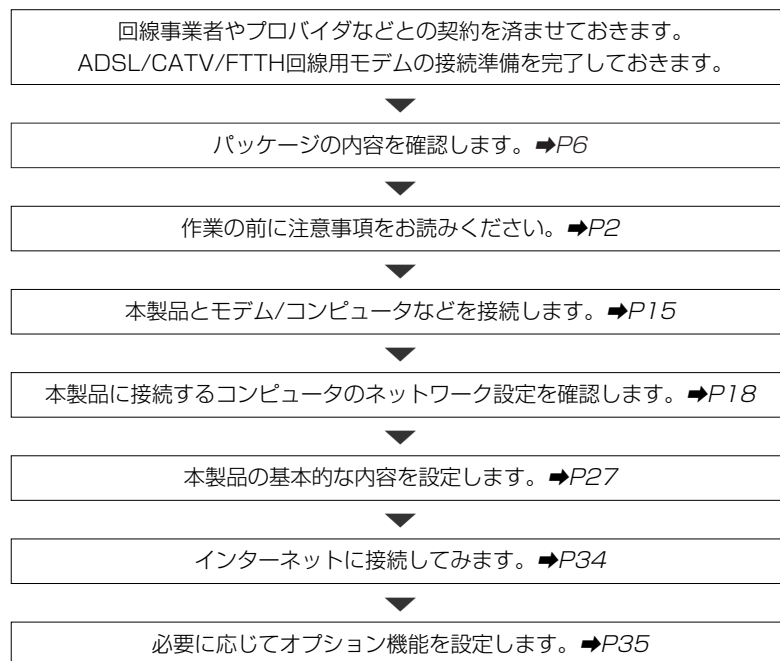 回線事業者やプロバイダなどとの契約を済ませておきます。
ADSL/CATV/FTTH回線用モデムの接続準備を完了しておきます。
パッケージの内容を確認します。➡P6
作業の前に注意事項をお読みください。➡P2
本製品とモデム/コンピュータなどを接続します。➡P15
本製品に接続するコンピュータのネットワーク設定を確認します。➡P18
本製品の基本的な内容を設定します。➡P27
インターネットに接続してみます。➡P34
必要に応じてオプション機能を設定します。➡P35